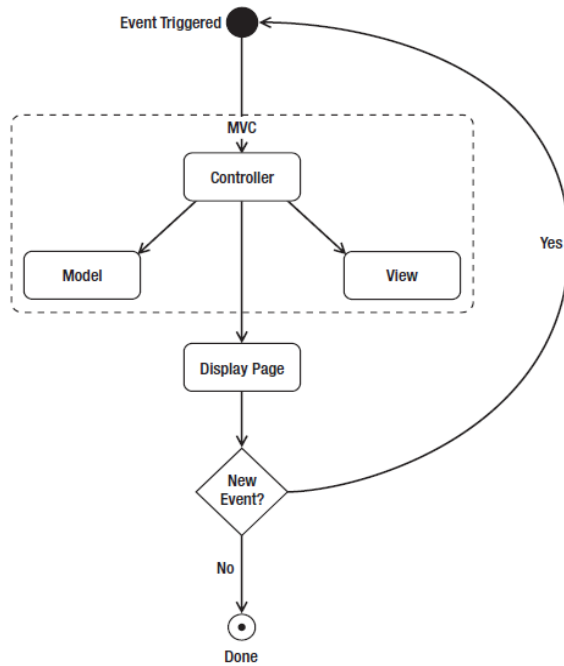 Event Triggered
MVC
Controller
Model
View
Yes
Display Page
New
Event?
No
Done